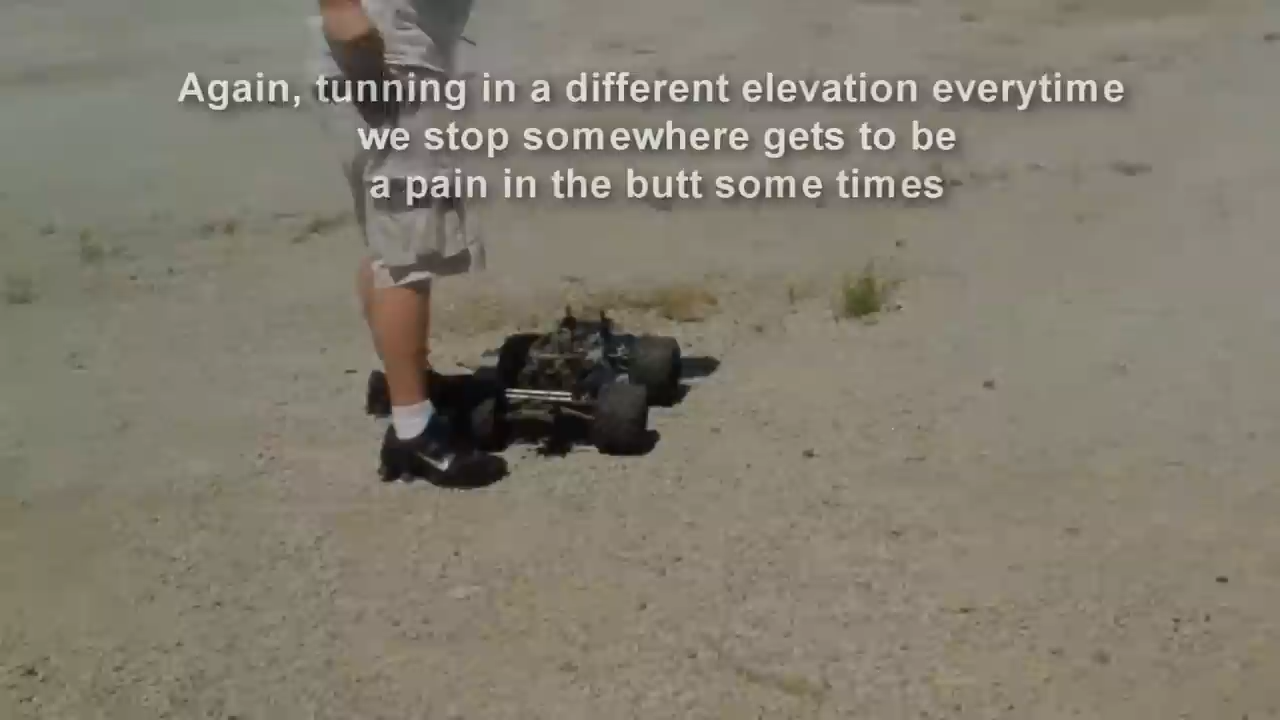 Again, tunning in a different elevation everytime
we stop somewhere gets to be
a pain in the butt some times